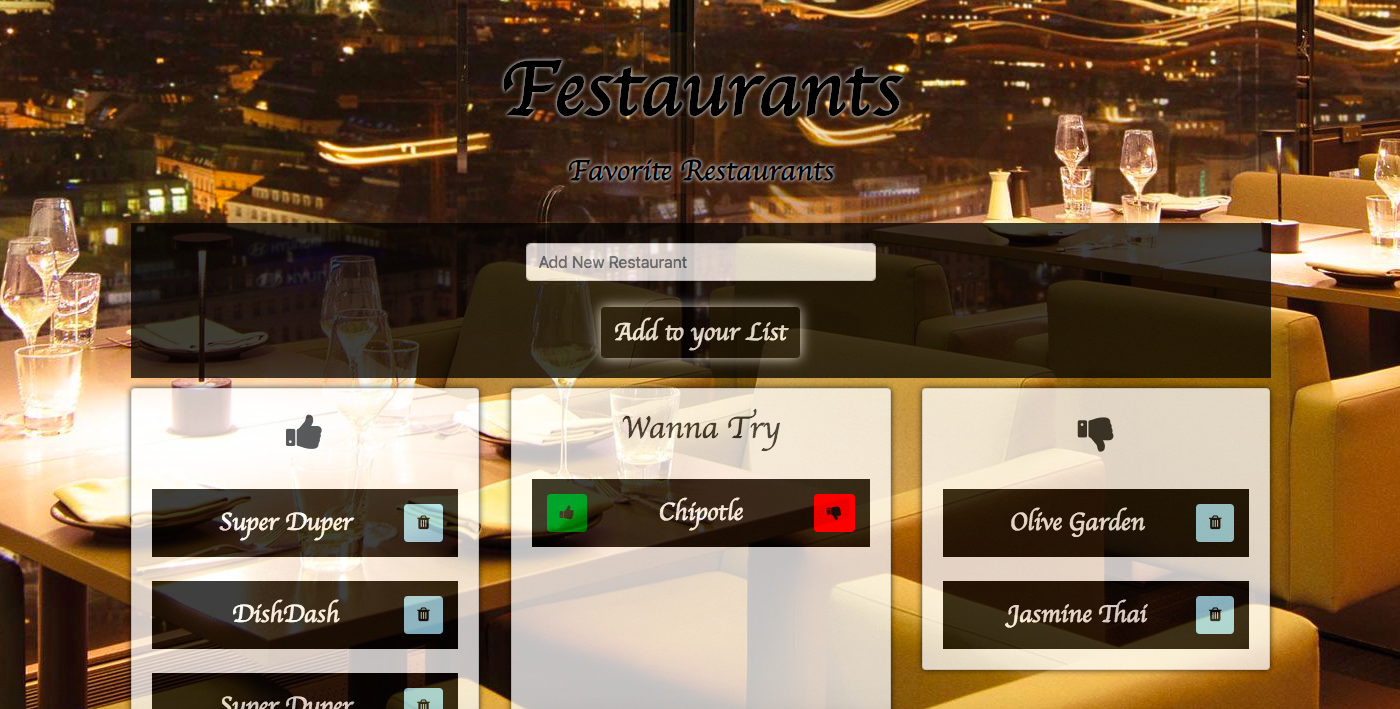 Festaurants
Favorite Restaurants
Add New Restaurant
Add to your List
Super Duper
DishDash
Super Duper
Wanna Try
Chipotle
Olive Garden
Jasmine Thai